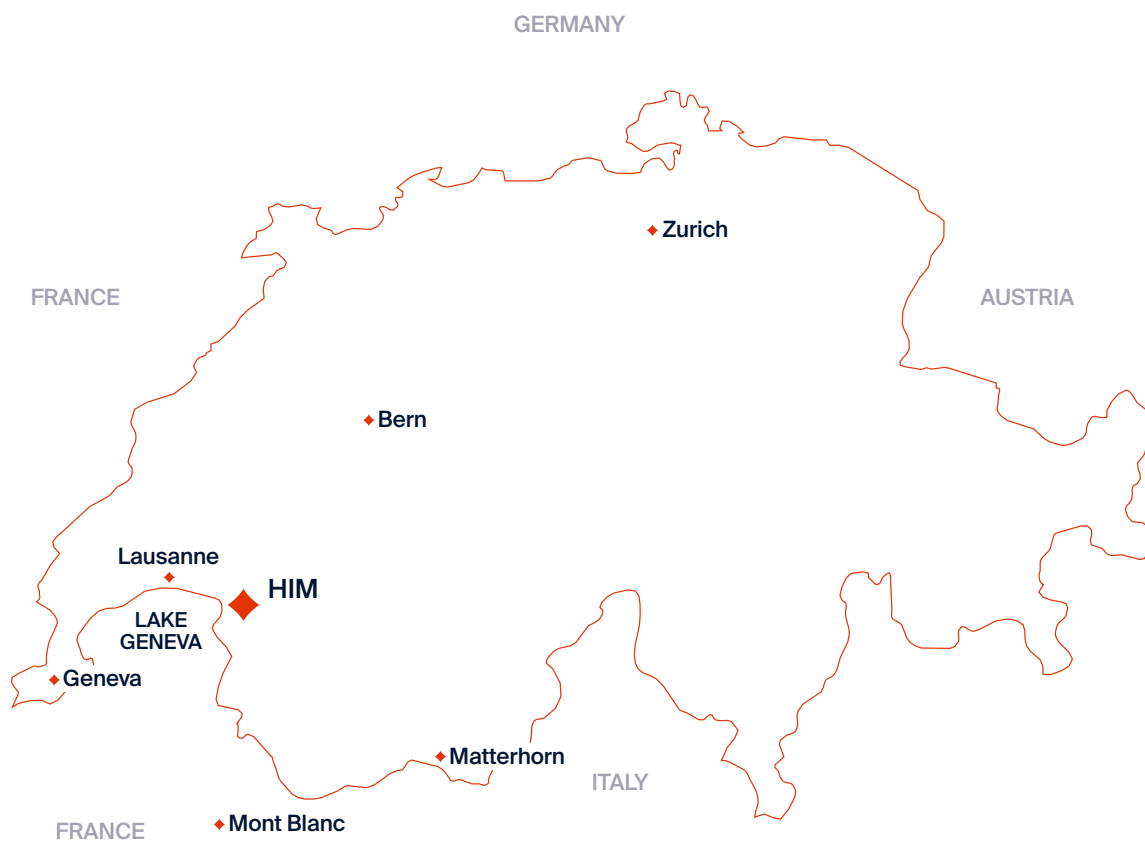 GERMANY
Zurich
FRANCE
AUSTRIA
Bern
Lausanne
HIM
LAKE
GENEVA
Geneva
Matterhorn
ITALY
Mont Blanc
FRANCE